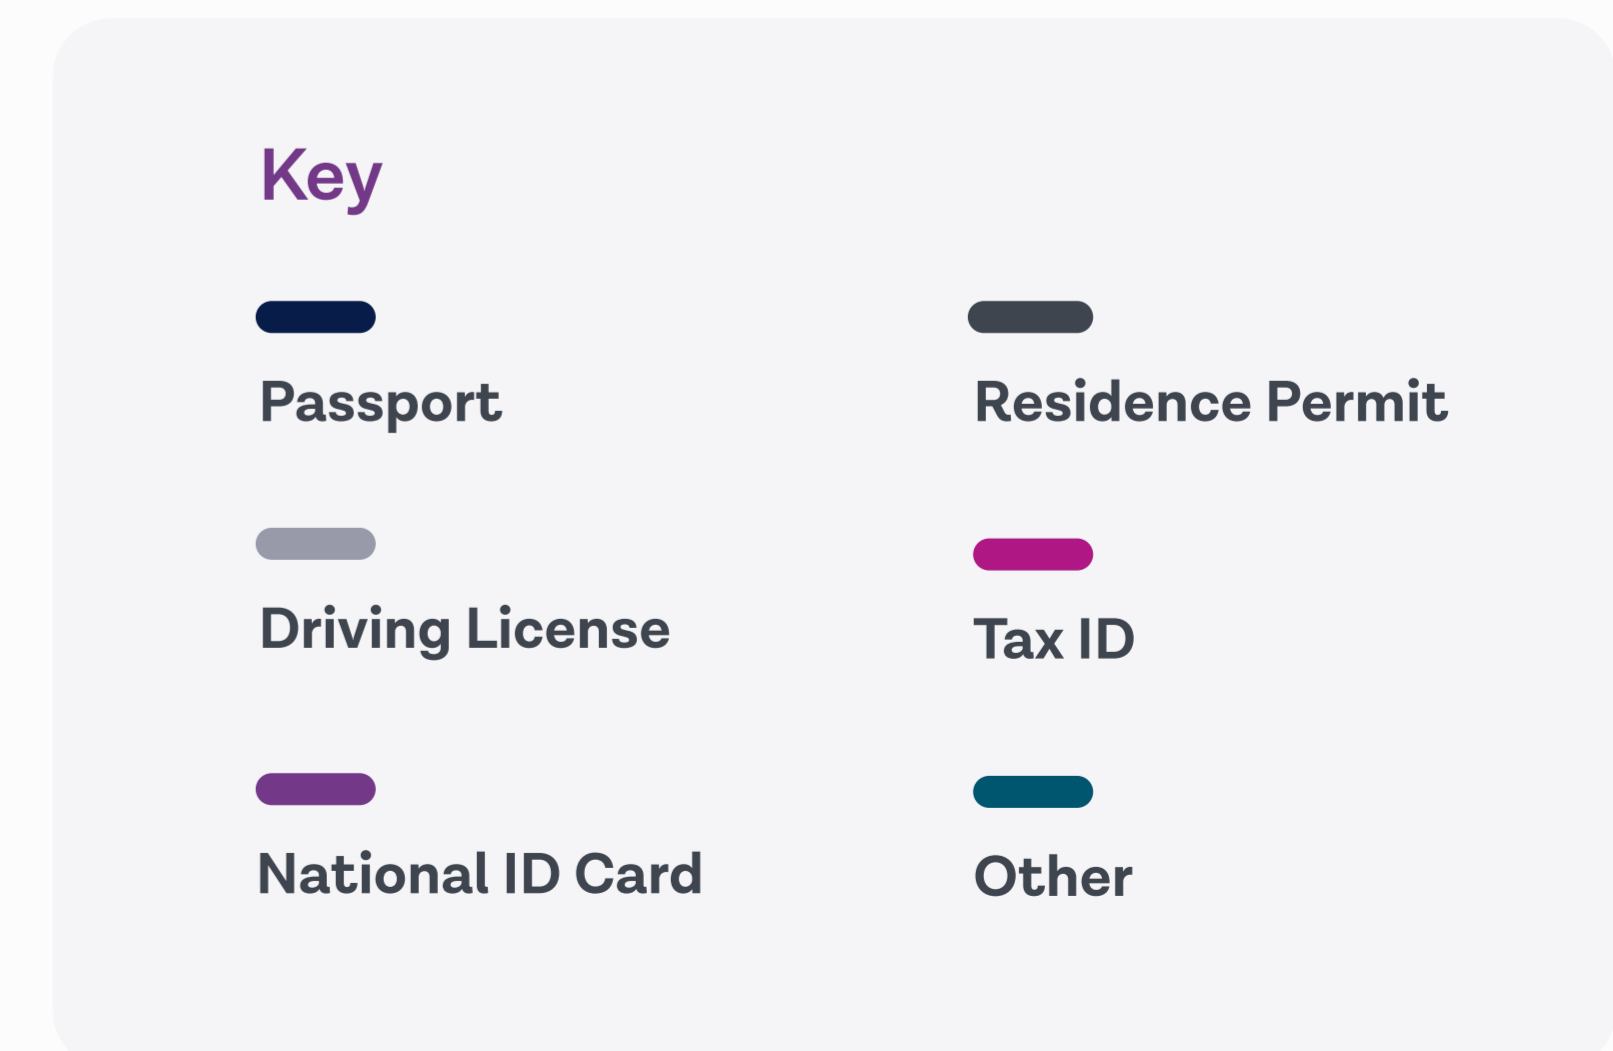 Key
Passport
Residence Permit
Driving License
Tax ID
National ID Card
Other